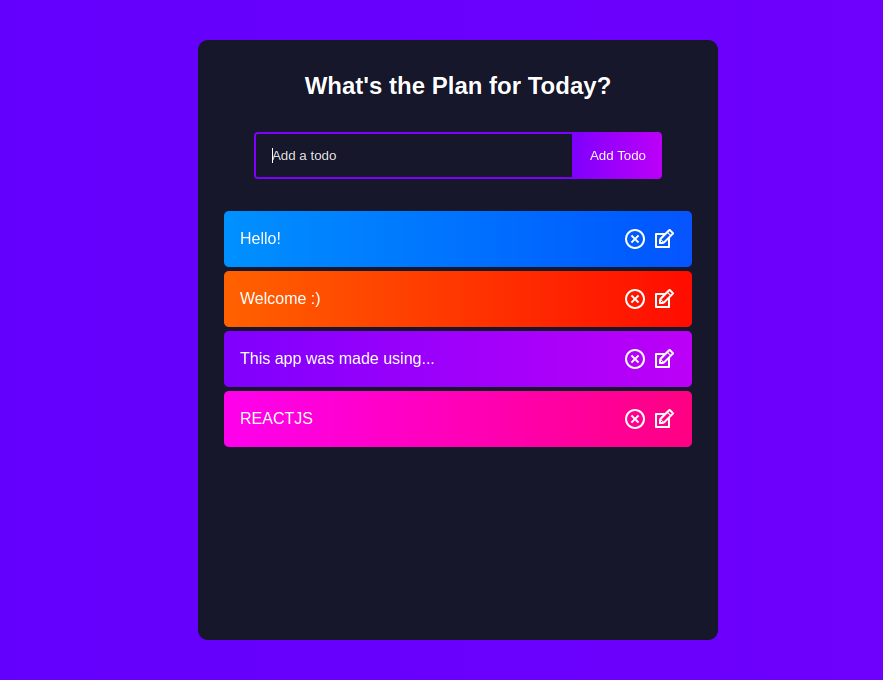 What's the Plan for Today?
Add a todo
Add Todo
Hello!
Welcome :)
This app was made using...
REACTJS